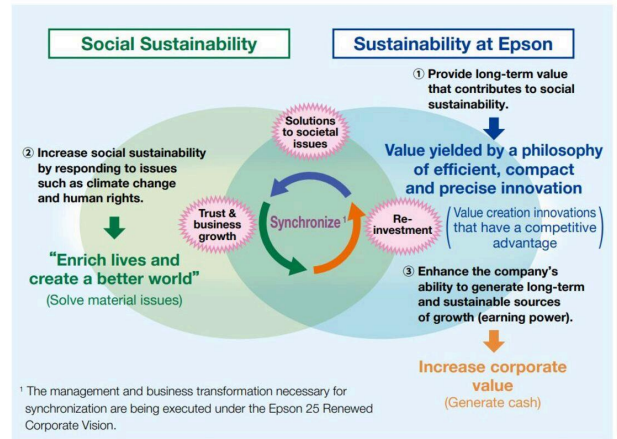 Social Sustainability
Sustainability at Epson
① Provide long-term value
that contributes to social
sustainability.
Solutions
to societal
issues
② Increase social sustainability
by responding to issues
such as climate change
and human rights.
Value yielded by a philosophy
of efficient, compact
and precise innovation
Trust &
business
growth
Synchronize ¹
Re-
investment
(Value creation innovations
that have a competitive
advantage)
"Enrich lives and
create a better world"
(Solve material issues)
③ Enhance the company's
ability to generate long-term
and sustainable sources
of growth (earning power).
Increase corporate
value
(Generate cash)
¹ The management and business transformation necessary for
synchronization are being executed under the Epson 25 Renewed
Corporate Vision.